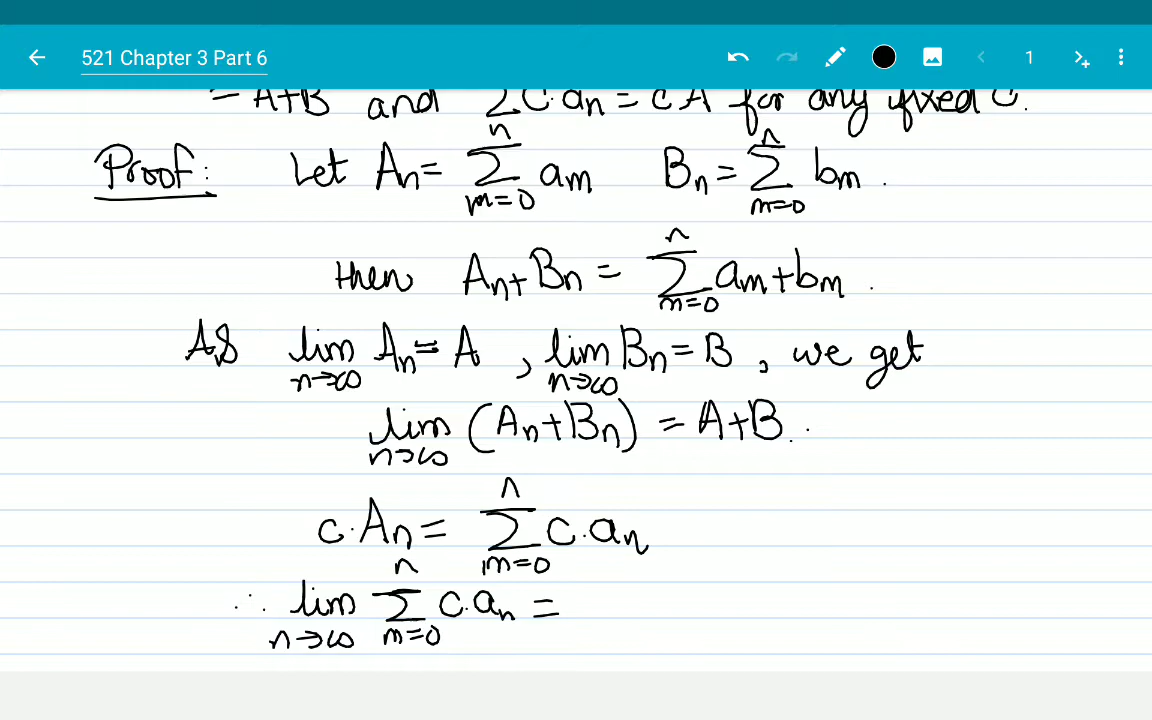 521 Chapter 3 Part 6
1
= A+B and ∑ c·aₙ = cA for any fixed c.
Proof: Let Aₙ = ∑_{m=0}^{n} aₘ Bₙ = ∑_{m=0}^{n} bₘ.
then Aₙ+Bₙ = ∑_{m=0}^{n} aₘ+bₘ.
As lim_{n→∞} Aₙ = A, lim_{n→∞} Bₙ = B, we get
lim_{n→∞} (Aₙ+Bₙ) = A+B.
c·Aₙ = ∑_{m=0}^{n} c·aₙ
∴ lim_{n→∞} ∑_{m=0}^{n} c·aₙ =